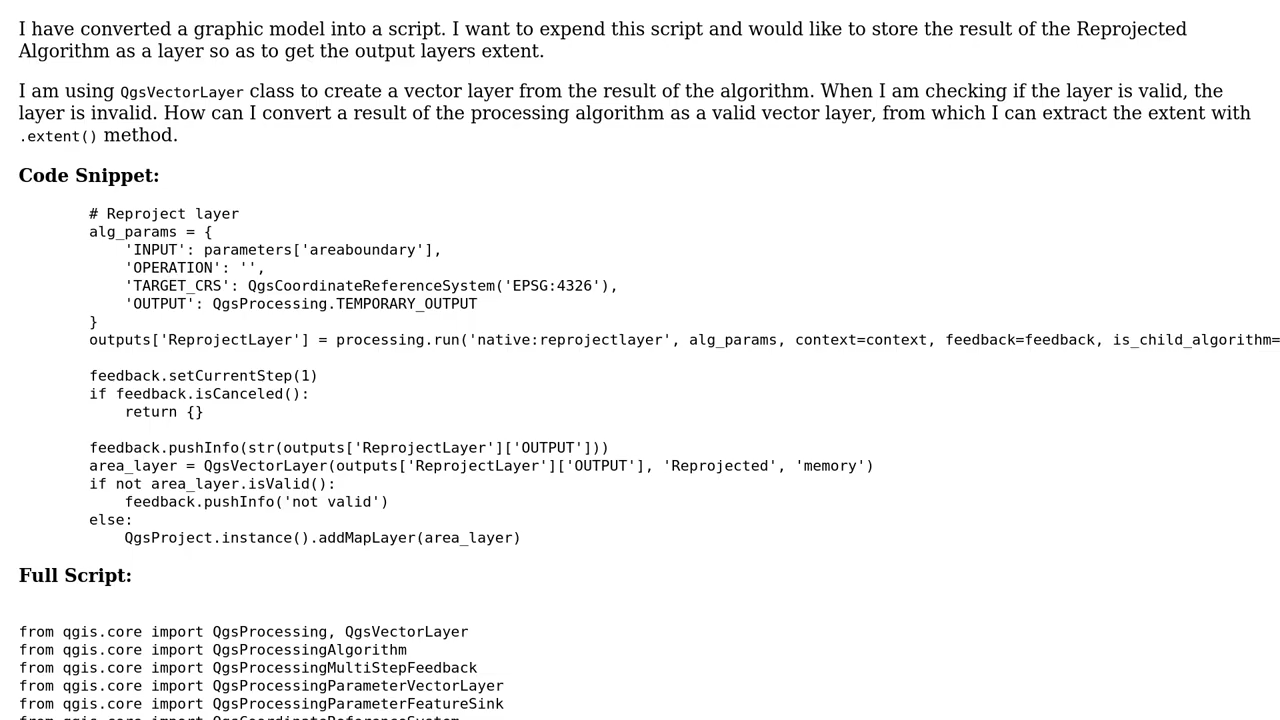 I have converted a graphic model into a script. I want to expend this script and would like to store the result of the Reprojected
Algorithm as a layer so as to get the output layers extent.
I am using QgsVectorLayer class to create a vector layer from the result of the algorithm. When I am checking if the layer is valid, the
layer is invalid. How can I convert a result of the processing algorithm as a valid vector layer, from which I can extract the extent with
.extent() method.
Code Snippet:
# Reproject layer
alg_params = {
'INPUT': parameters['areaboundary'],
'OPERATION': '',
'TARGET_CRS': QgsCoordinateReferenceSystem('EPSG:4326'),
'OUTPUT': QgsProcessing.TEMPORARY_OUTPUT
}
outputs['ReprojectLayer'] = processing.run('native:reprojectlayer', alg_params, context=context, feedback=feedback, is_child_algorithm=
feedback.setCurrentStep(1)
if feedback.isCanceled():
return {}
feedback.pushInfo(str(outputs['ReprojectLayer']['OUTPUT']))
area_layer = QgsVectorLayer(outputs['ReprojectLayer']['OUTPUT'], 'Reprojected', 'memory')
if not area_layer.isValid():
feedback.pushInfo('not valid')
else:
QgsProject.instance().addMapLayer(area_layer)
Full Script:
from qgis.core import QgsProcessing, QgsVectorLayer
from qgis.core import QgsProcessingAlgorithm
from qgis.core import QgsProcessingMultiStepFeedback
from qgis.core import QgsProcessingParameterVectorLayer
from qgis.core import QgsProcessingParameterFeatureSink
from qgis.core import QgsCoordinateReferenceSystem